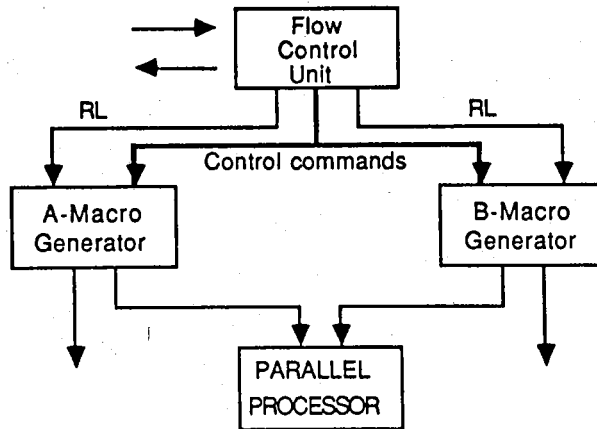 Flow
Control
Unit
RL
RL
Control commands
A-Macro
Generator
B-Macro
Generator
PARALLEL
PROCESSOR